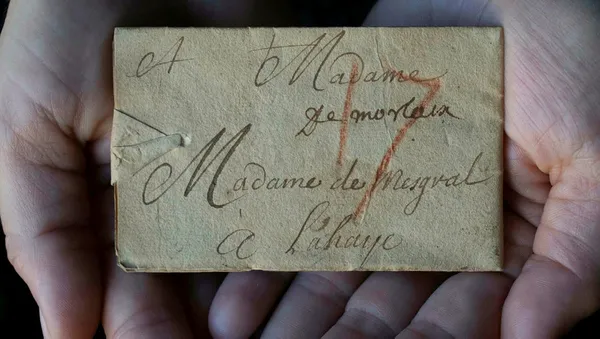 A Madame
De morlaix
Madame de Mesgral
a Lahaye
17